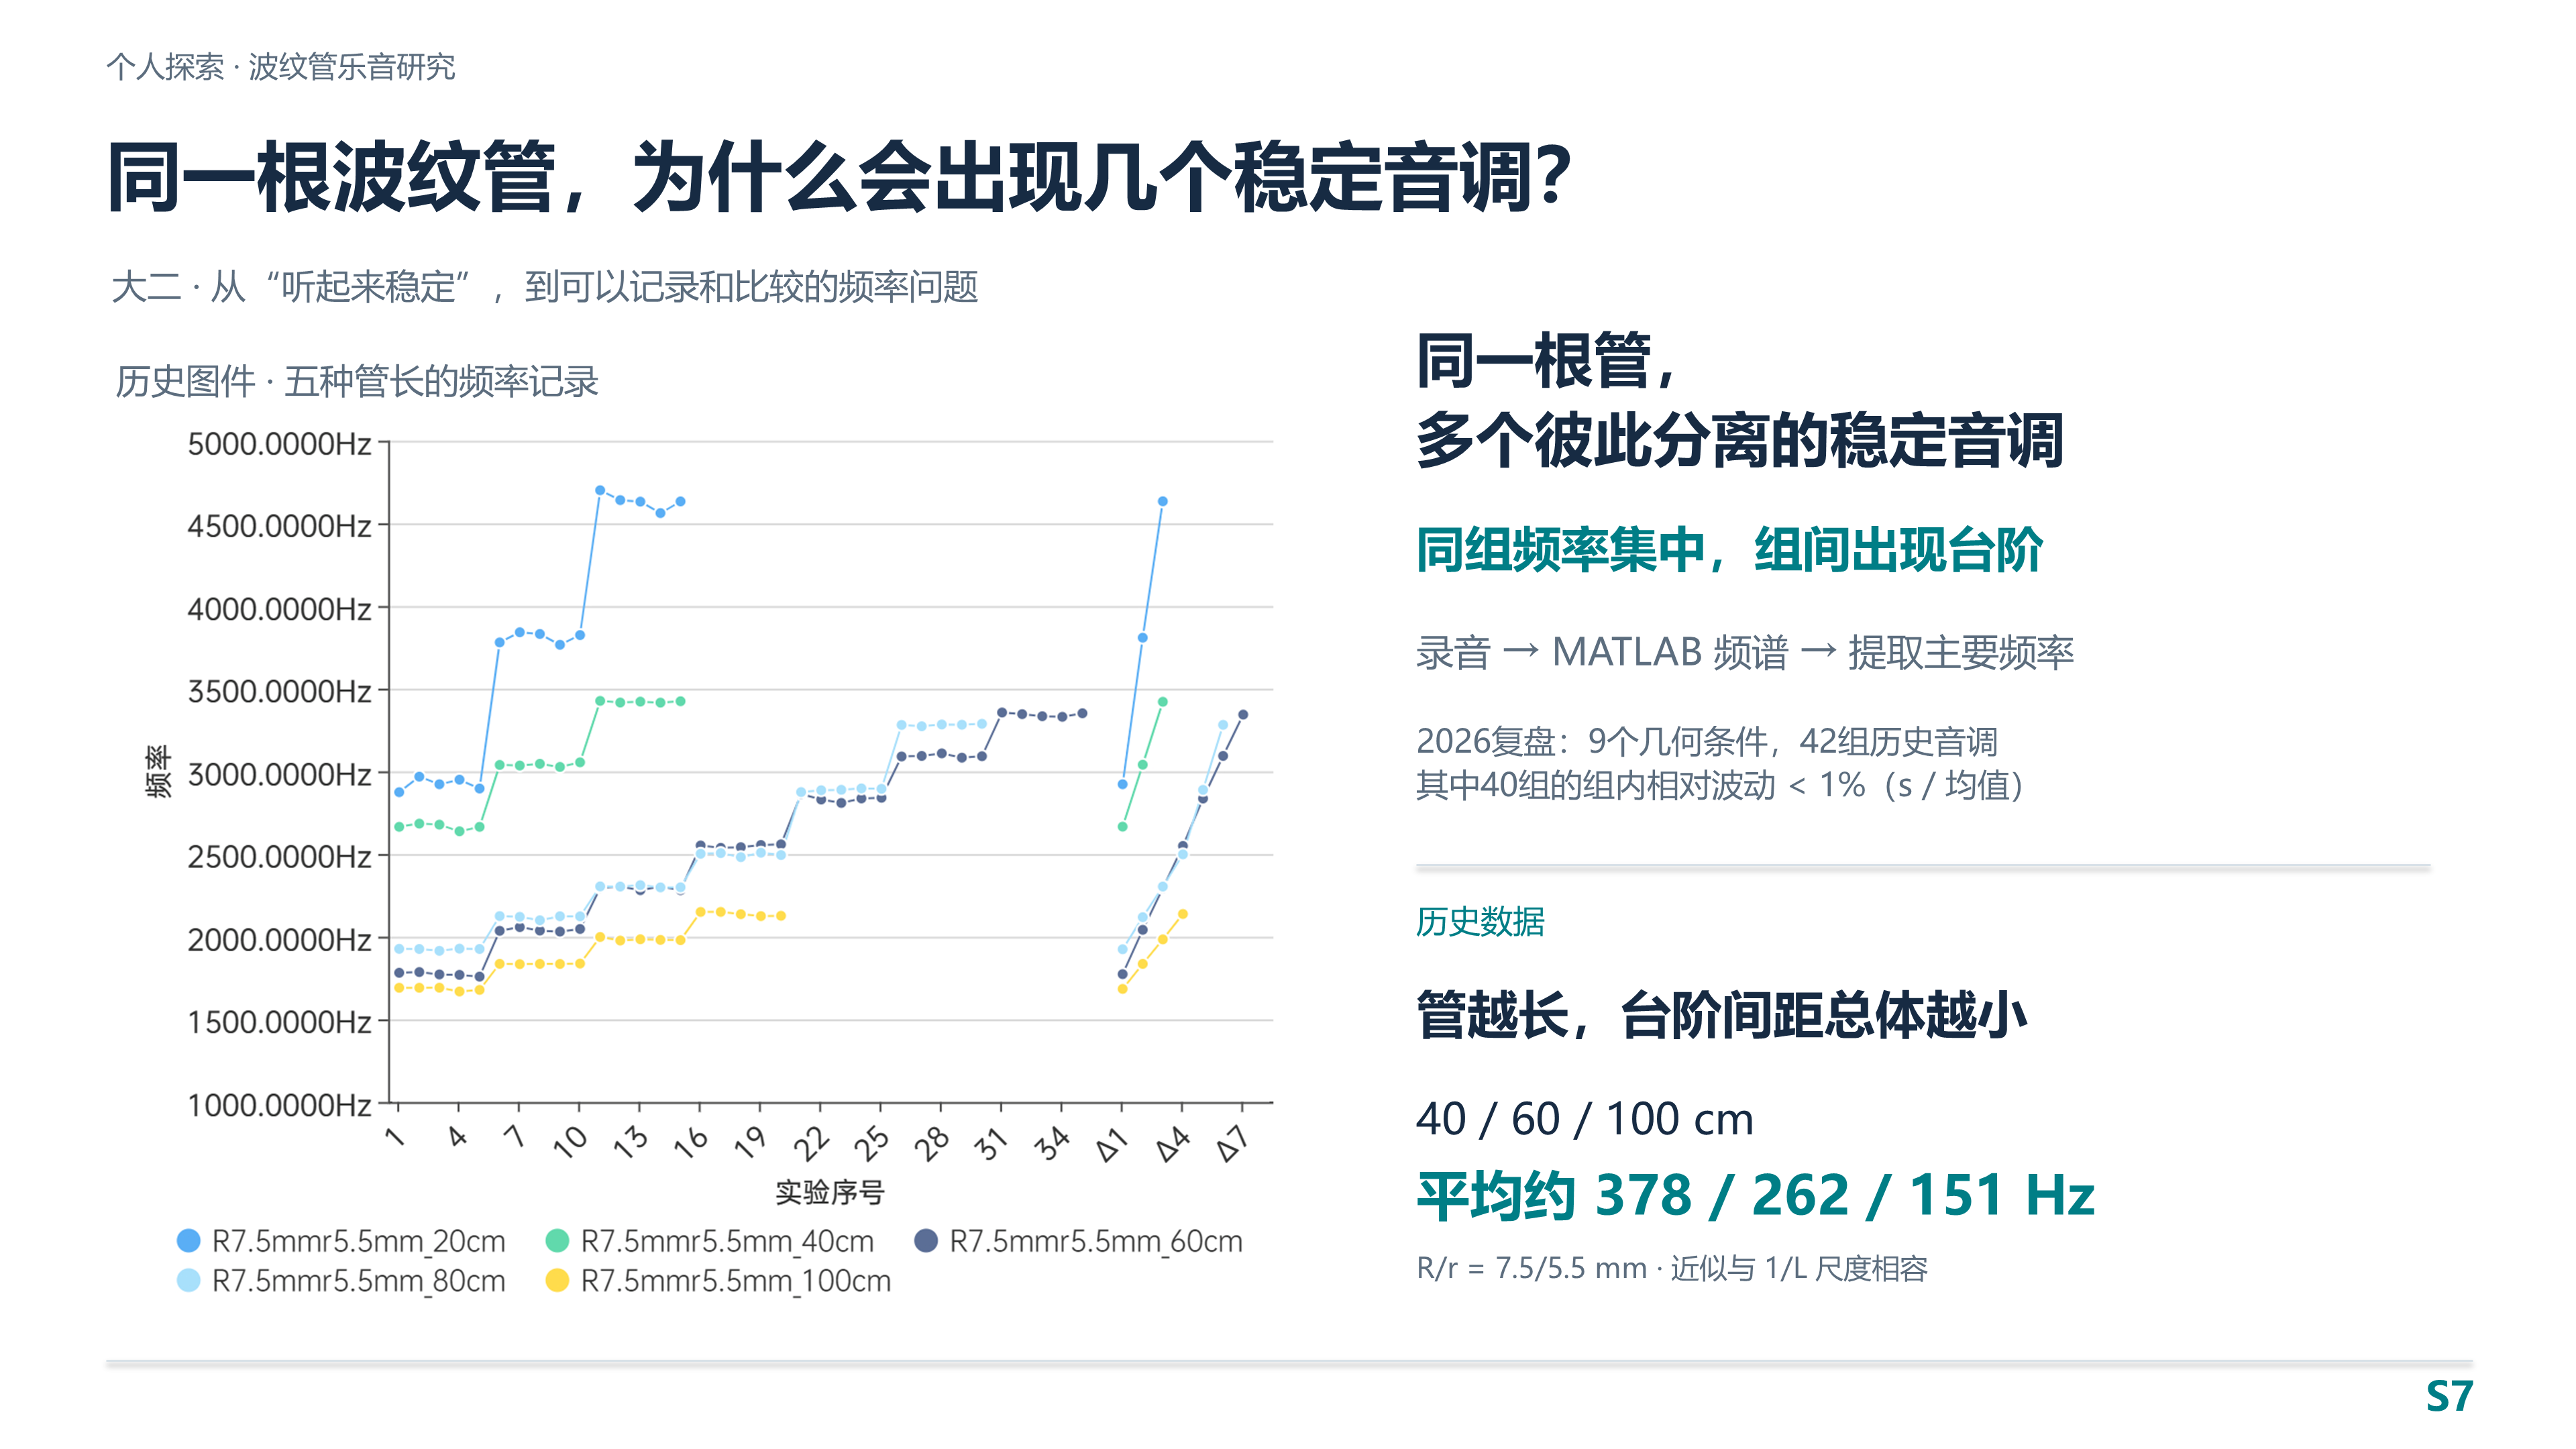 个人探索 · 波纹管乐音研究
同一根波纹管，为什么会出现几个稳定音调？
大二 · 从“听起来稳定”，到可以记录和比较的频率问题
历史图件 · 五种管长的频率记录
5000.0000Hz
4500.0000Hz
4000.0000Hz
3500.0000Hz
3000.0000Hz
2500.0000Hz
2000.0000Hz
1500.0000Hz
1000.0000Hz
频率
1 4 7 10 13 16 19 22 25 28 31 34 Δ1 Δ4 Δ7
实验序号
R7.5mmr5.5mm_20cm R7.5mmr5.5mm_40cm R7.5mmr5.5mm_60cm
R7.5mmr5.5mm_80cm R7.5mmr5.5mm_100cm
同一根管，
多个彼此分离的稳定音调
同组频率集中，组间出现台阶
录音 → MATLAB 频谱 → 提取主要频率
2026复盘：9个几何条件，42组历史音调
其中40组的组内相对波动 < 1%（s / 均值）
历史数据
管越长，台阶间距总体越小
40 / 60 / 100 cm
平均约 378 / 262 / 151 Hz
R/r = 7.5/5.5 mm · 近似与 1/L 尺度相容
S7